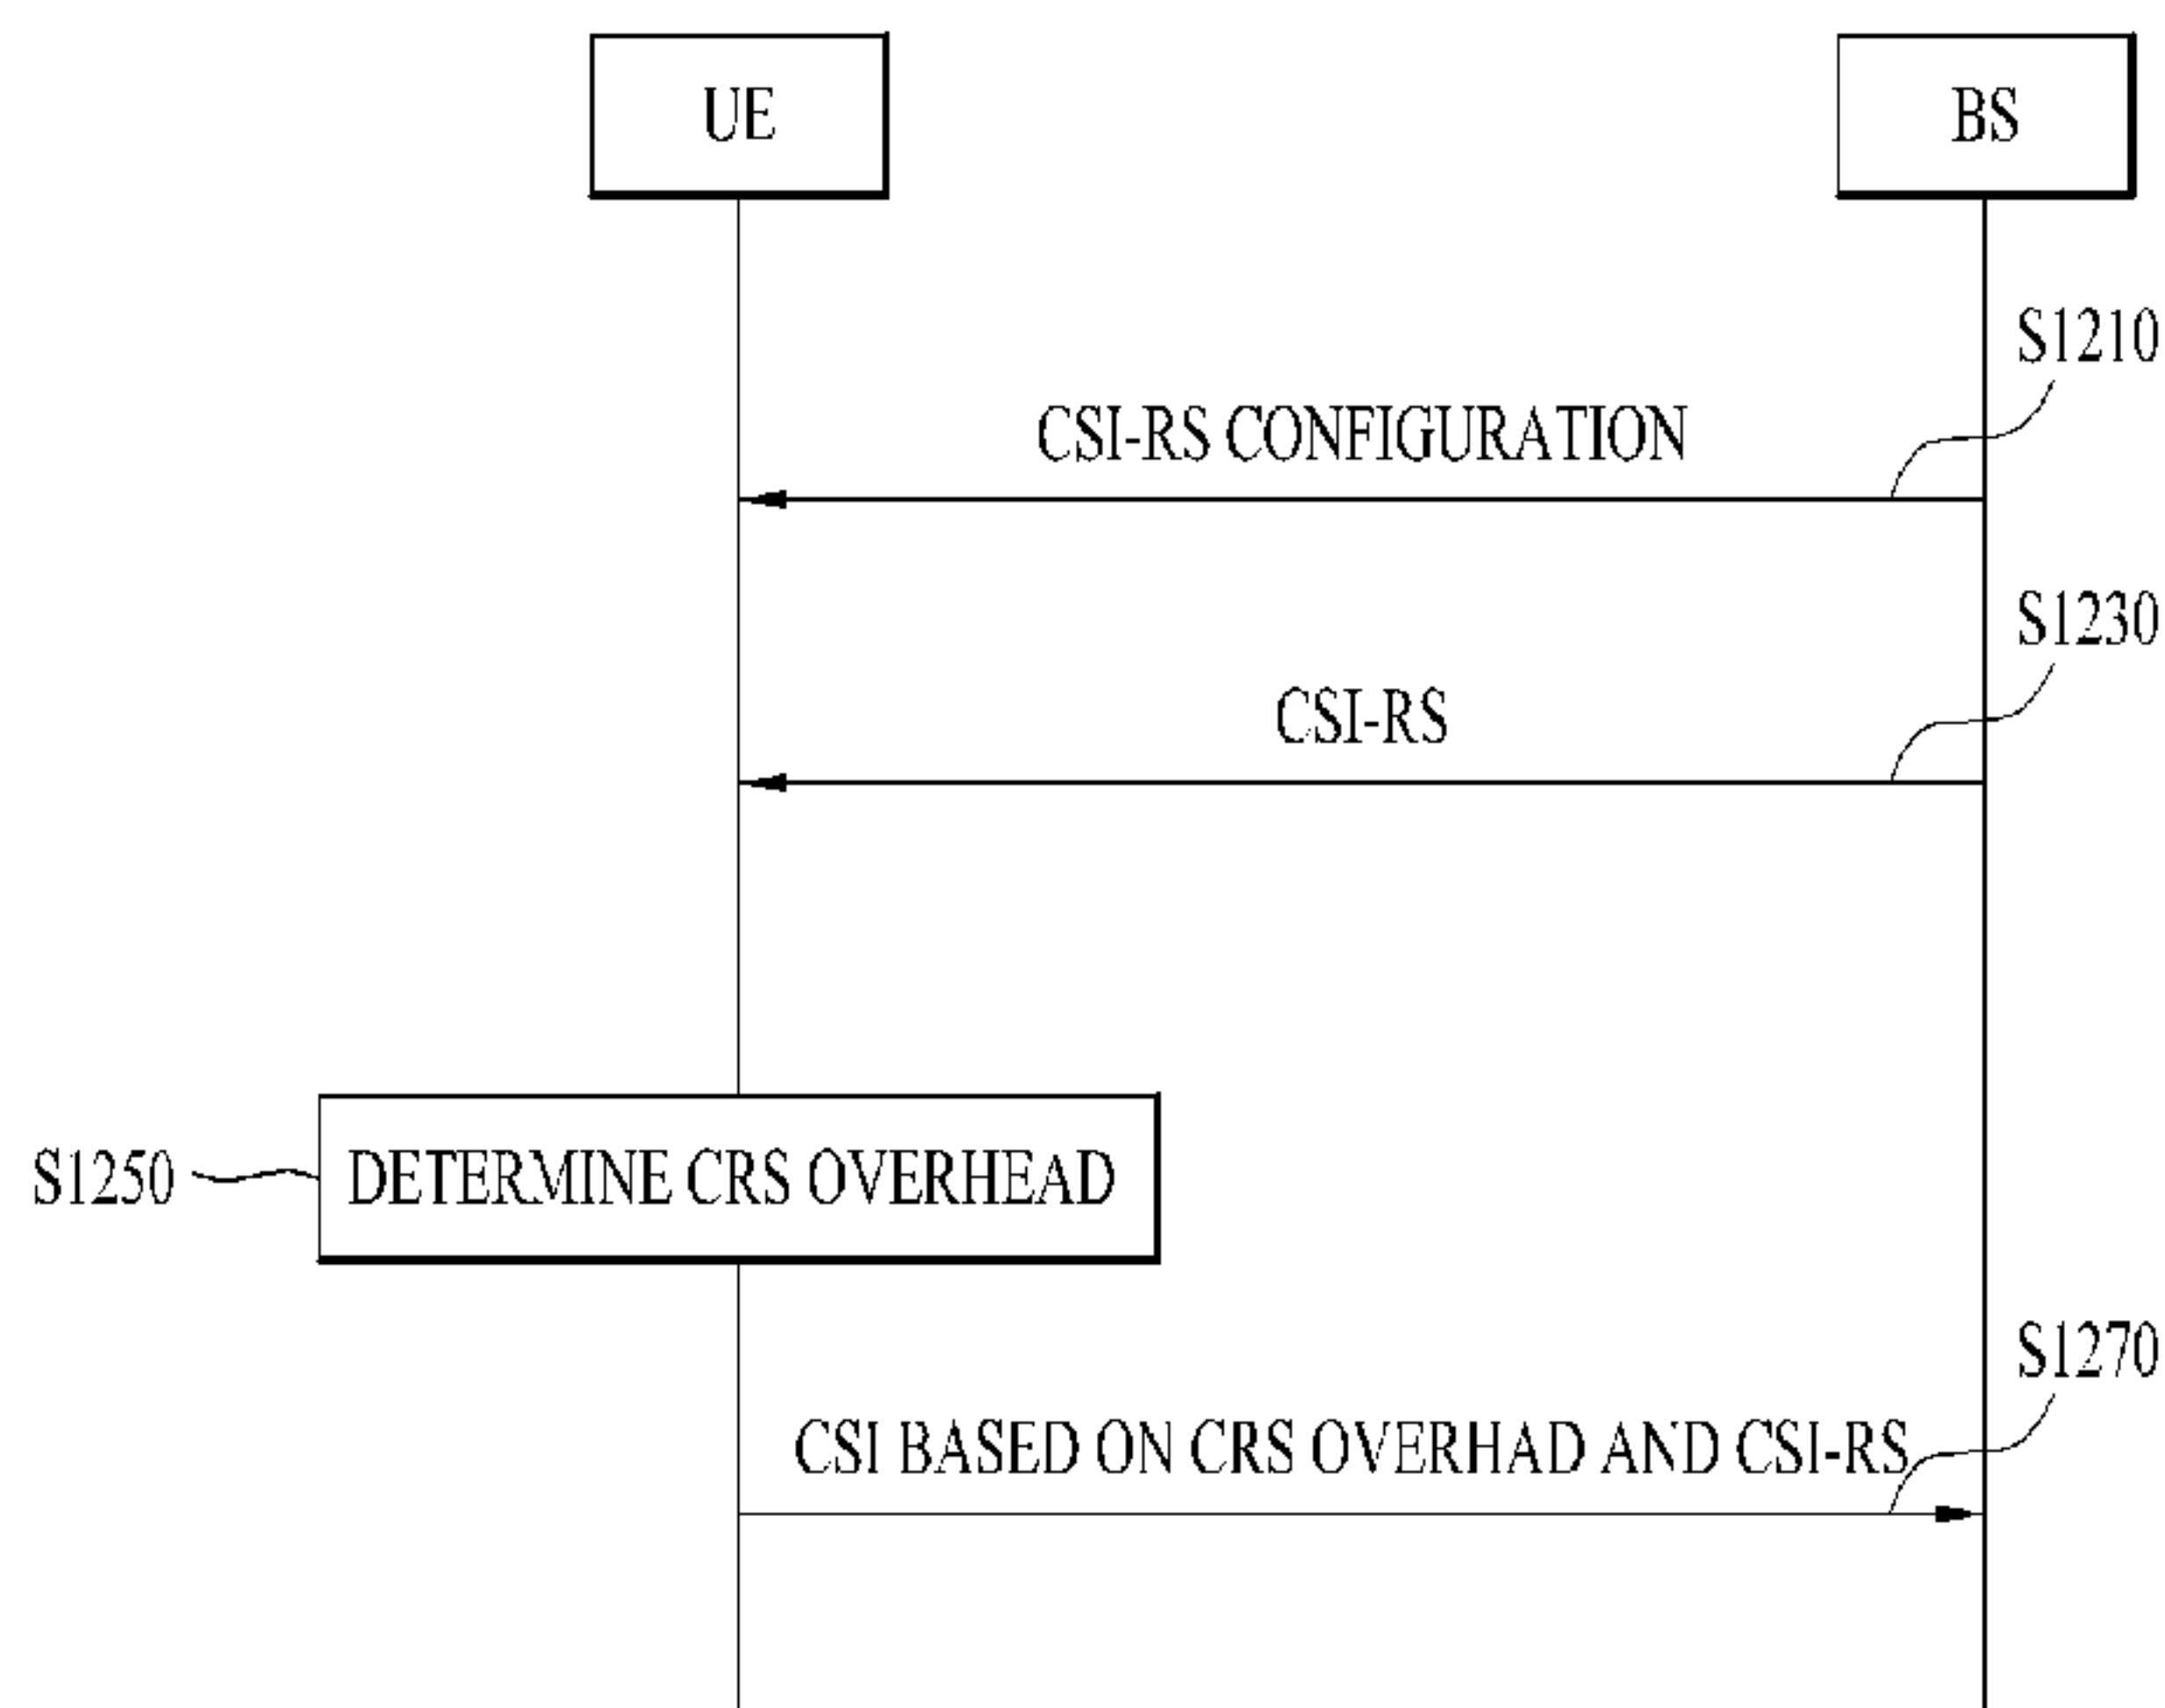 UE
BS
S1210
CSI-RS CONFIGURATION
S1230
CSI-RS
S1250
DETERMINE CRS OVERHEAD
S1270
CSI BASED ON CRS OVERHAD AND CSI-RS